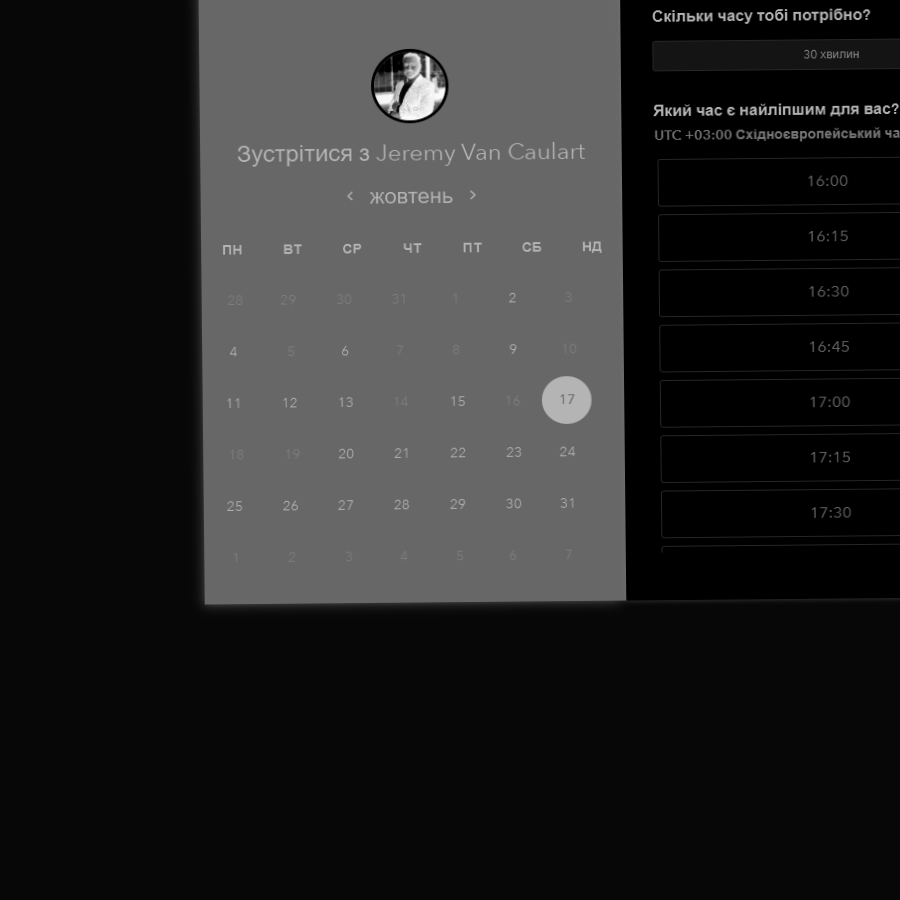 Зустрітися з Jeremy Van Caulart
‹ жовтень ›
ПН ВТ СР ЧТ ПТ СБ НД
28 29 30 31 1 2 3
4 5 6 7 8 9 10
11 12 13 14 15 16 17
18 19 20 21 22 23 24
25 26 27 28 29 30 31
1 2 3 4 5 6 7
Скільки часу тобі потрібно?
30 хвилин
Який час є найліпшим для вас?
UTC +03:00 Східноєвропейський ча
16:00
16:15
16:30
16:45
17:00
17:15
17:30